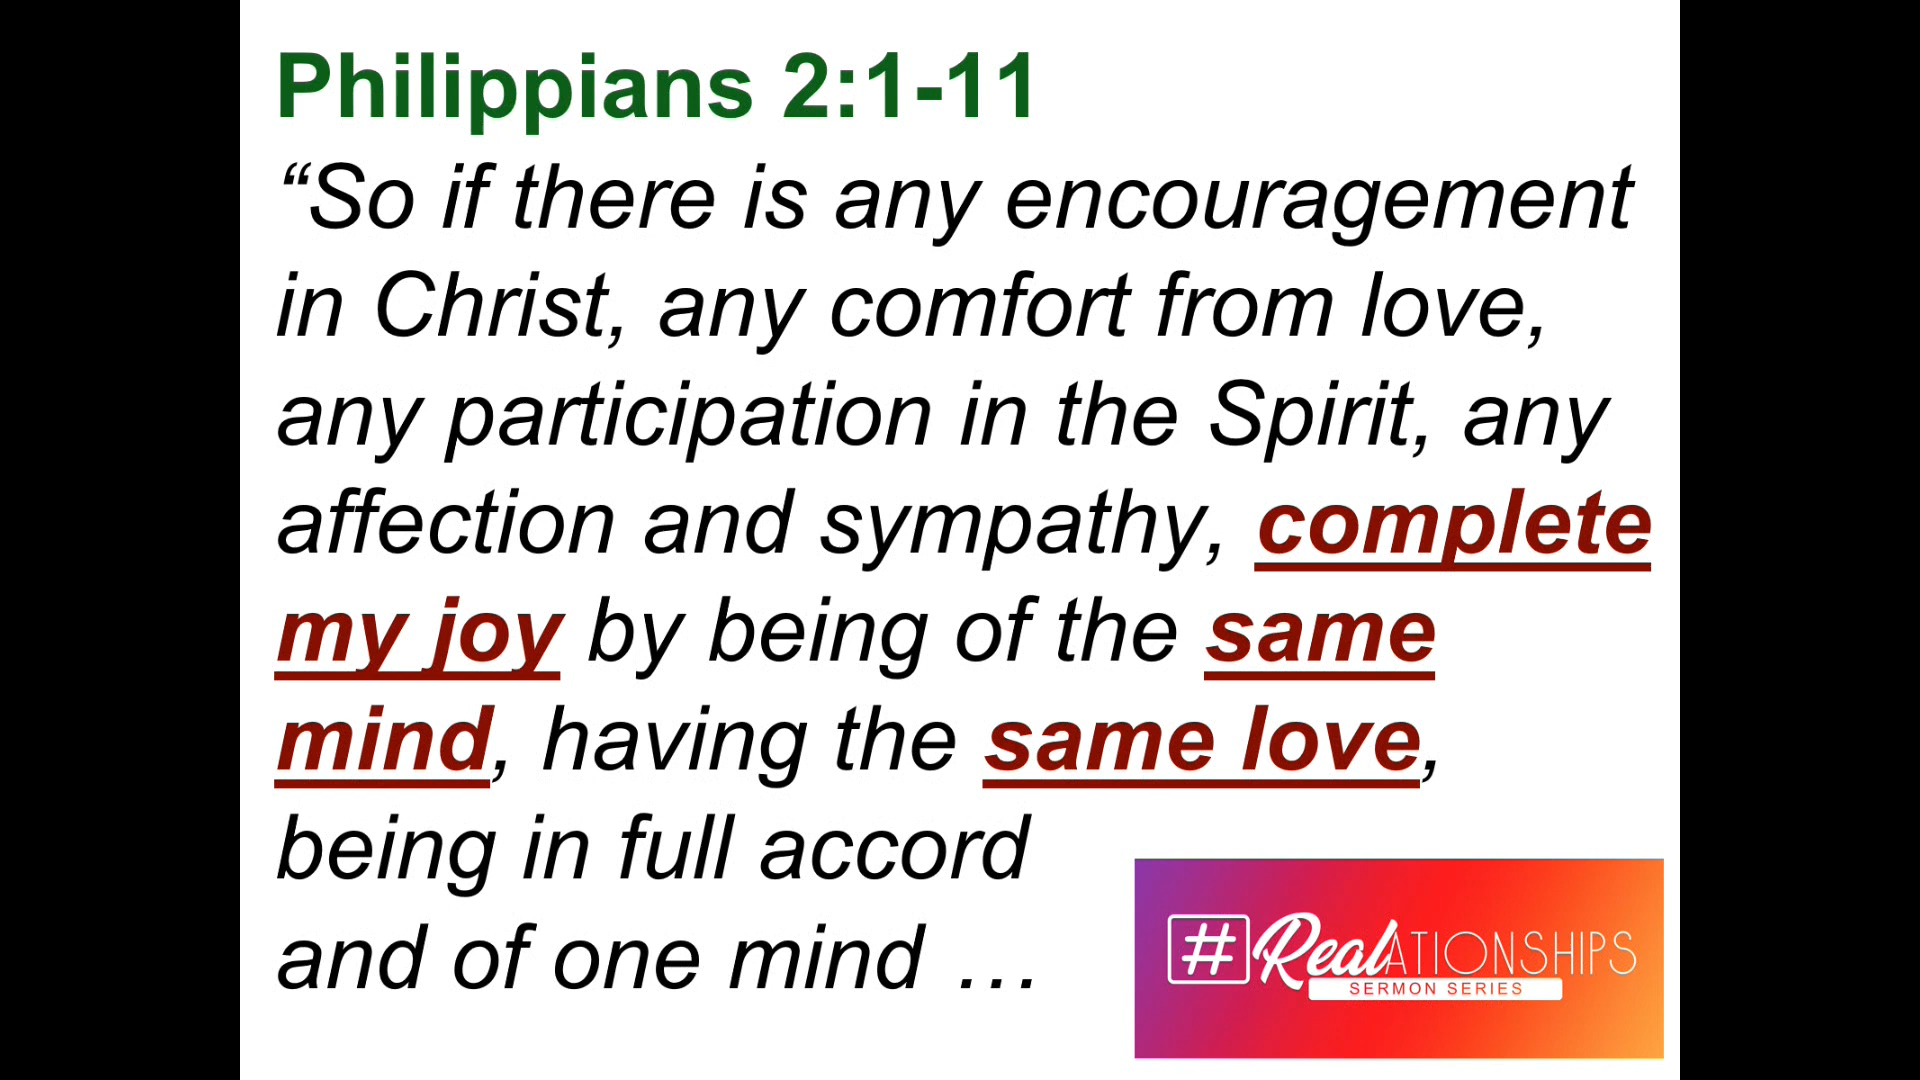 Philippians 2:1-11
“So if there is any encouragement
in Christ, any comfort from love,
any participation in the Spirit, any
affection and sympathy, complete
my joy by being of the same
mind, having the same love,
being in full accord
and of one mind …
#RealATIONSHIPS
SERMON SERIES